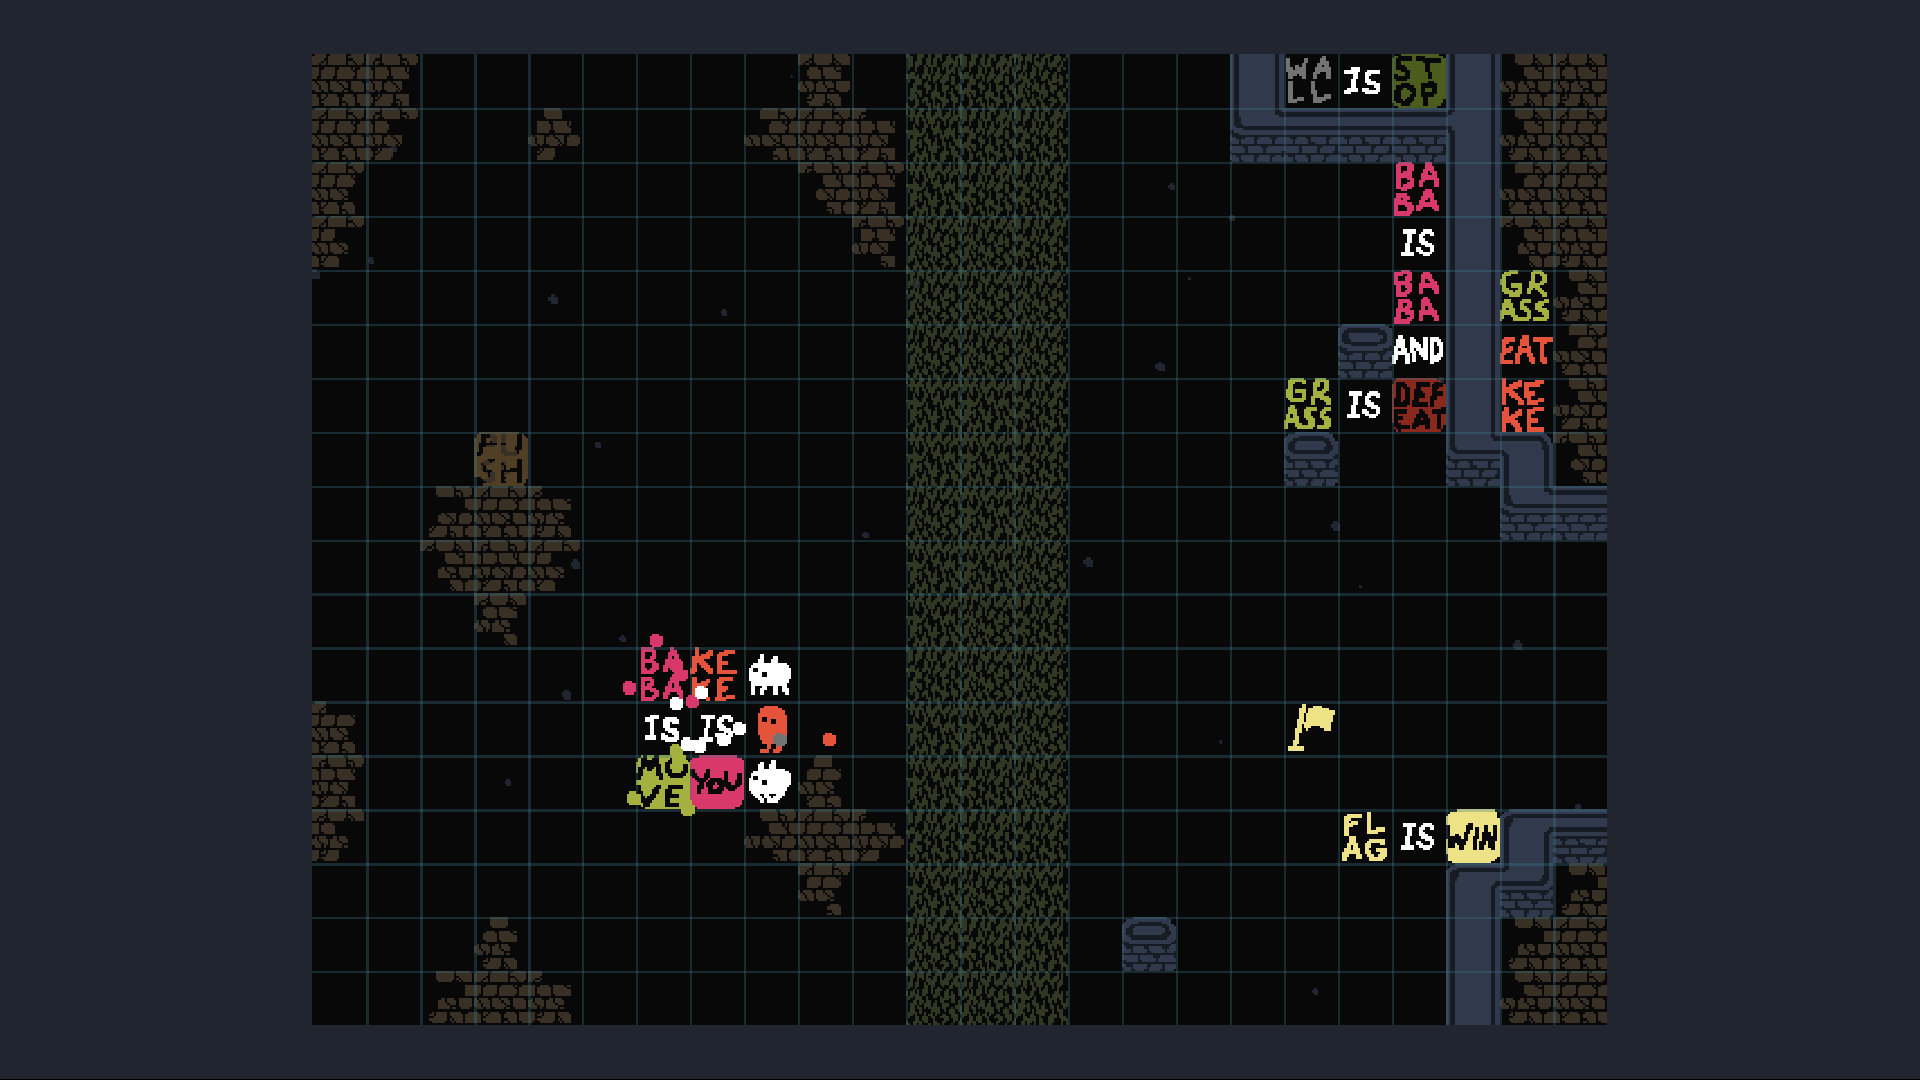 WALL IS STOP
BABA
IS
BABA
GRASS
AND
EAT
GRASS IS DEFEAT
KEKE
PUSH
BABA KEKE
IS IS
MOVE YOU
FLAG IS WIN